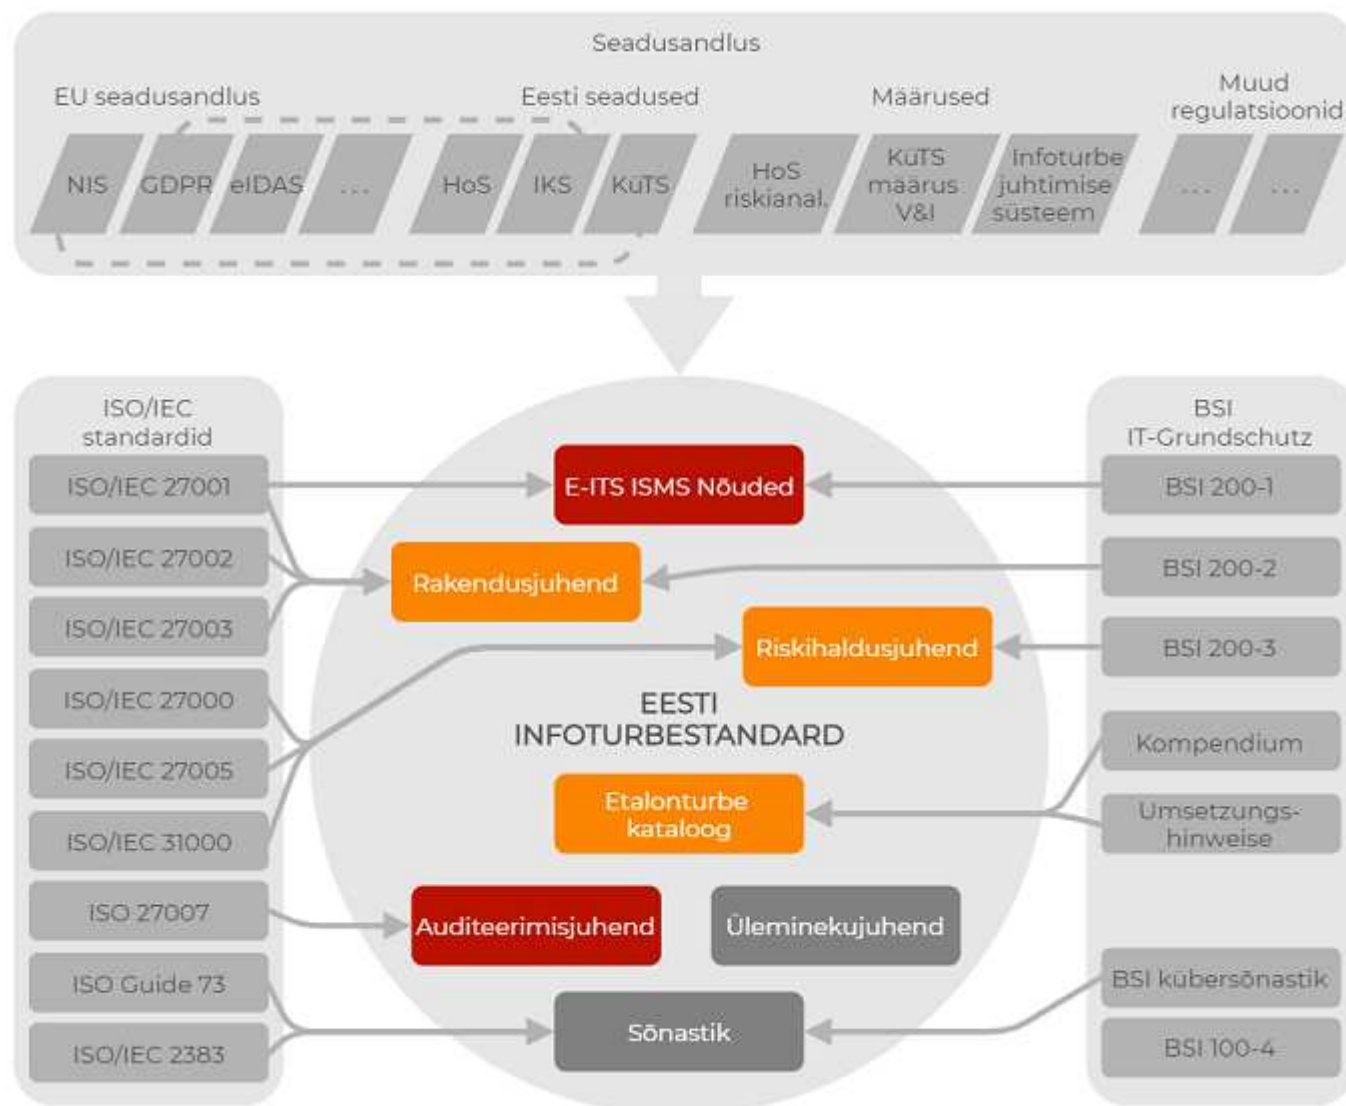 Seadusandlus
EU seadusandlus
Eesti seadused
Määrused
Muud
regulatsioonid
NIS
GDPR
eIDAS
...
HoS
IKS
KüTS
HoS
riskianal.
KüTS
määrus
V&I
Infoturbe
juhtimise
süsteem
...
...
ISO/IEC
standardid
ISO/IEC 27001
ISO/IEC 27002
ISO/IEC 27003
ISO/IEC 27000
ISO/IEC 27005
ISO/IEC 31000
ISO 27007
ISO Guide 73
ISO/IEC 2383
E-ITS ISMS Nõuded
Rakendusjuhend
Riskihaldusjuhend
EESTI
INFOTURBESTANDARD
Etalonturbe
kataloog
Auditeerimisjuhend
Üleminekujuhend
Sõnastik
BSI
IT-Grundschutz
BSI 200-1
BSI 200-2
BSI 200-3
Kompendium
Umsetzungs-
hinweise
BSI kübersõnastik
BSI 100-4